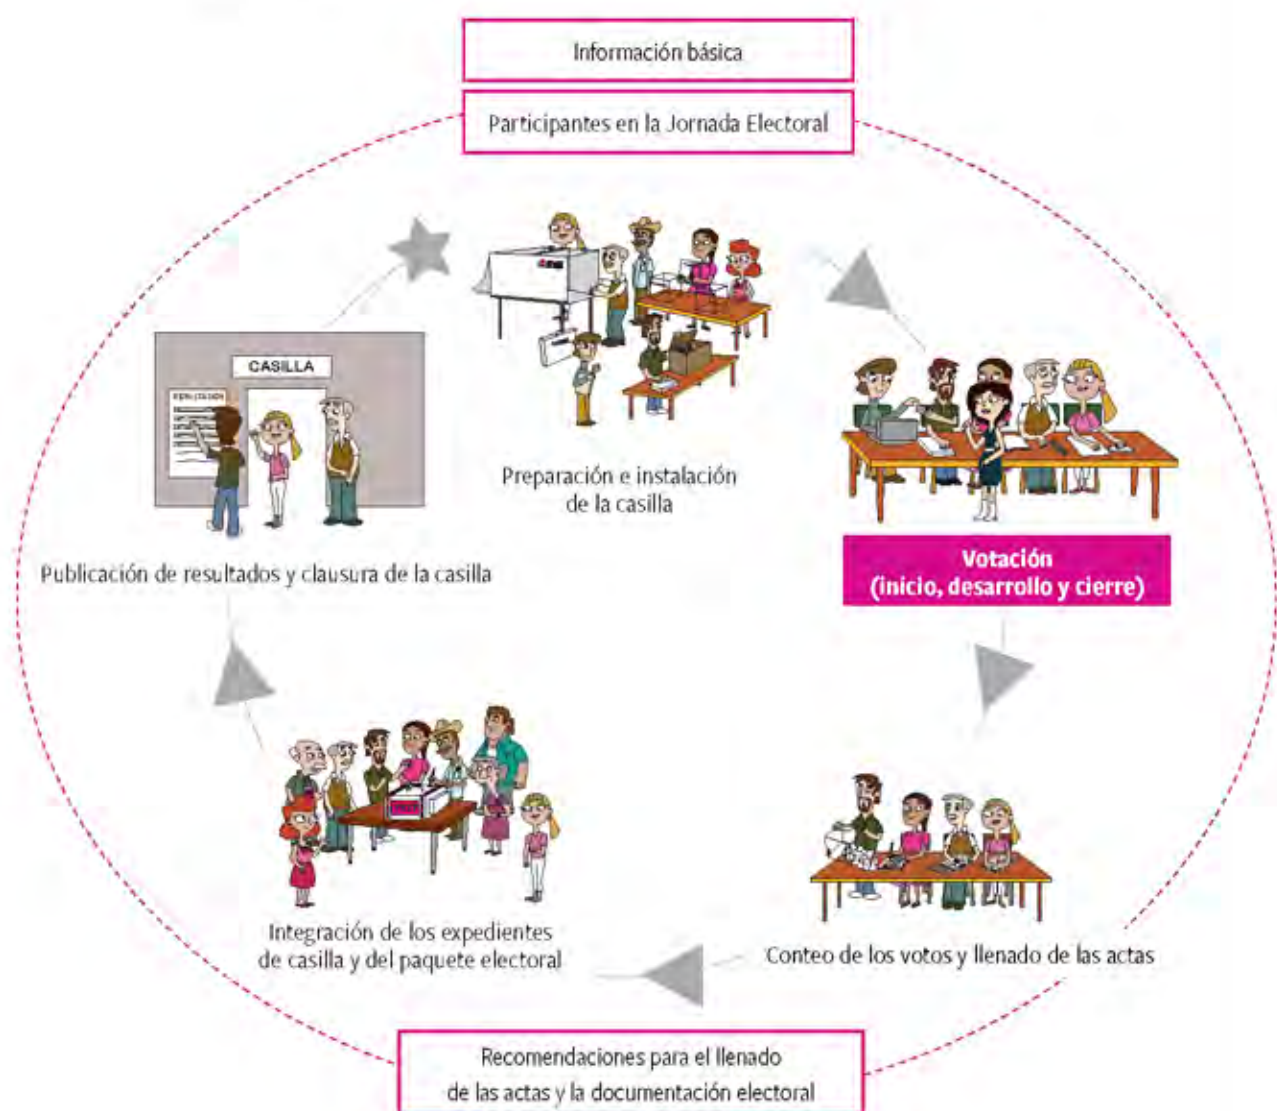 Información básica
Participantes en la Jornada Electoral
Preparación e instalación
de la casilla
CASILLA
Votación
(inicio, desarrollo y cierre)
Publicación de resultados y clausura de la casilla
Conteo de los votos y llenado de las actas
Integración de los expedientes
de casilla y del paquete electoral
Recomendaciones para el llenado
de las actas y la documentación electoral